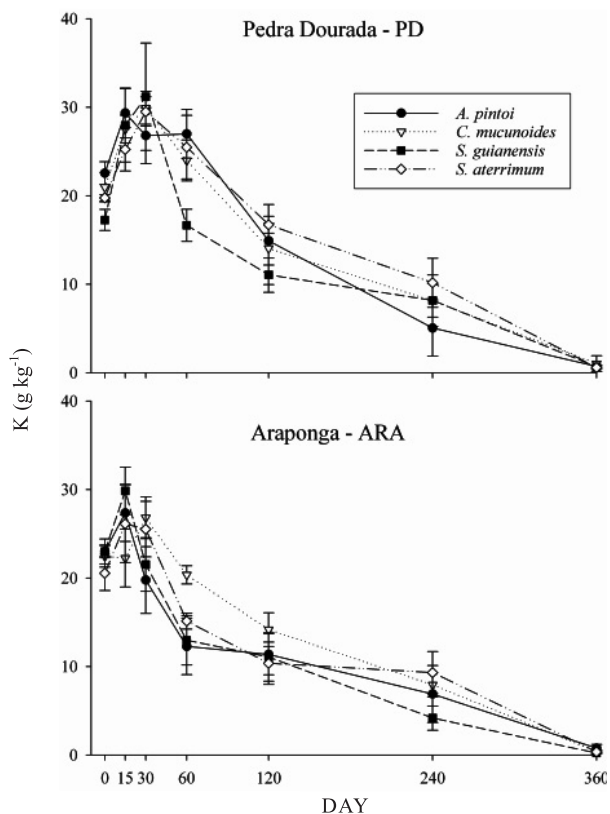 Pedra Dourada - PD
40
30
20
10
0
A. pintoi
C. mucunoides
S. guianensis
S. aterrimum
K (g kg⁻¹)
Araponga - ARA
40
30
20
10
0
0 15 30 60 120 240 360
DAY